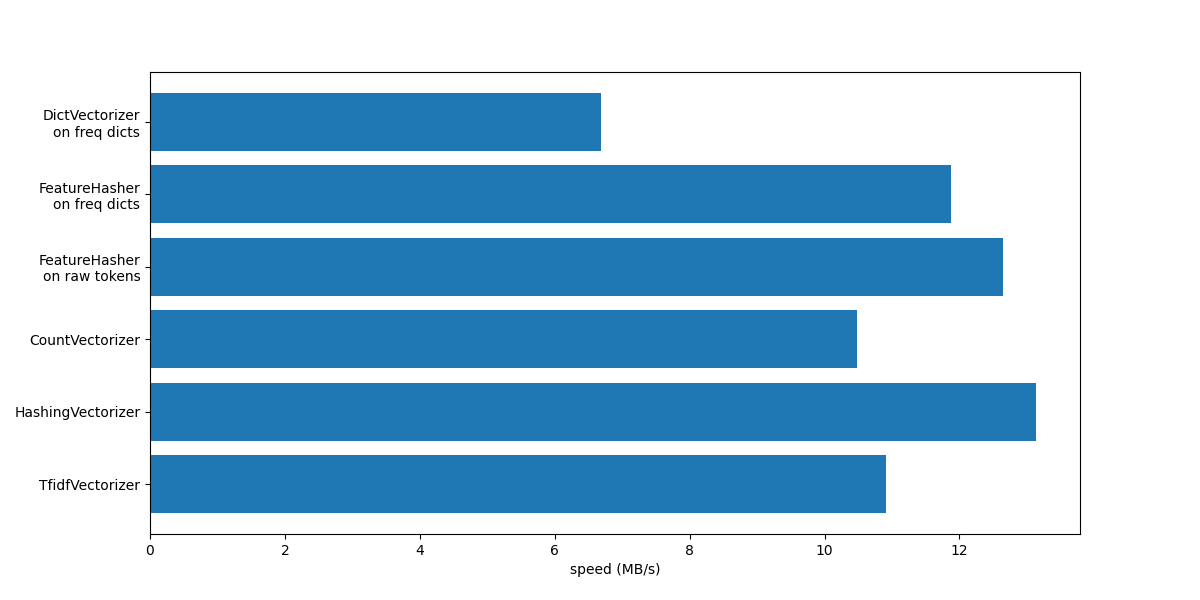 DictVectorizer
on freq dicts
FeatureHasher
on freq dicts
FeatureHasher
on raw tokens
CountVectorizer
HashingVectorizer
TfidfVectorizer
0 2 4 6 8 10 12
speed (MB/s)